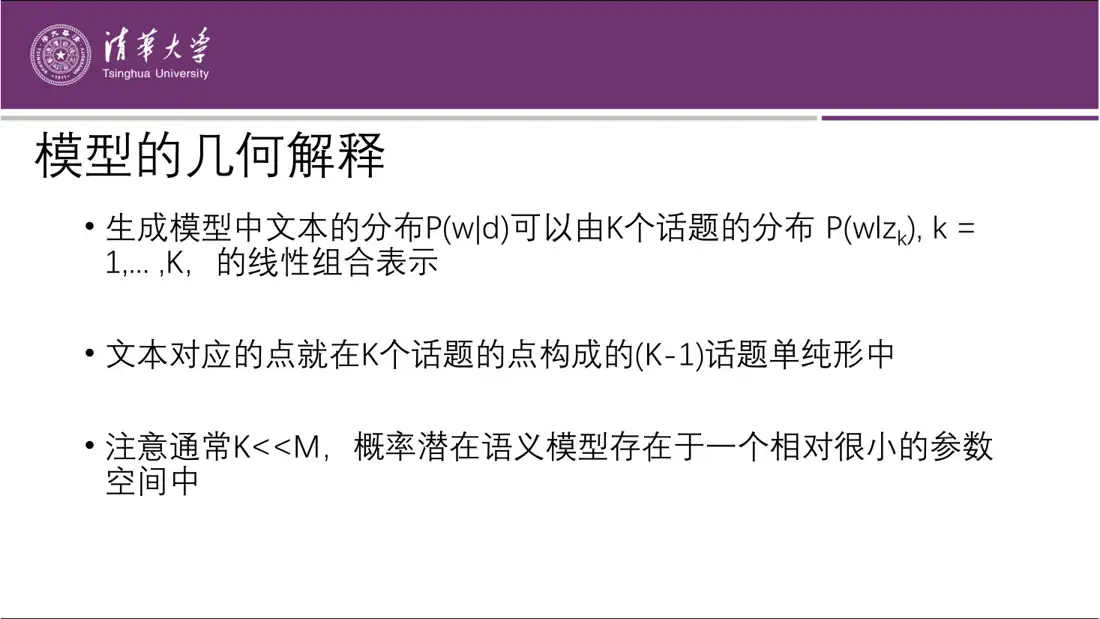 清华大学
Tsinghua University
模型的几何解释
• 生成模型中文本的分布P(w|d)可以由K个话题的分布 P(wlzk), k =
1,... ,K, 的线性组合表示
• 文本对应的点就在K个话题的点构成的(K-1)话题单纯形中
• 注意通常K<<M，概率潜在语义模型存在于一个相对很小的参数
空间中